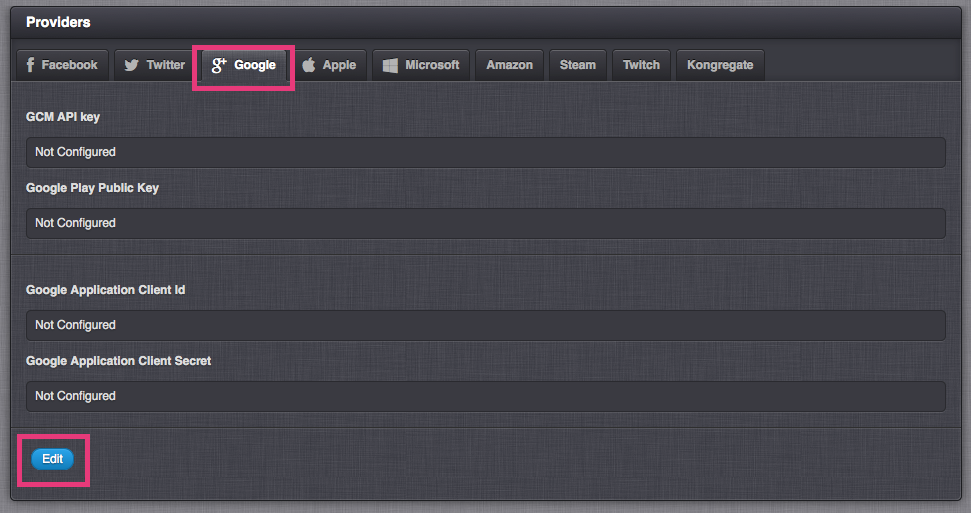 Providers
Facebook Twitter g+ Google Apple Microsoft Amazon Steam Twitch Kongregate
GCM API key
Not Configured
Google Play Public Key
Not Configured
Google Application Client Id
Not Configured
Google Application Client Secret
Not Configured
Edit